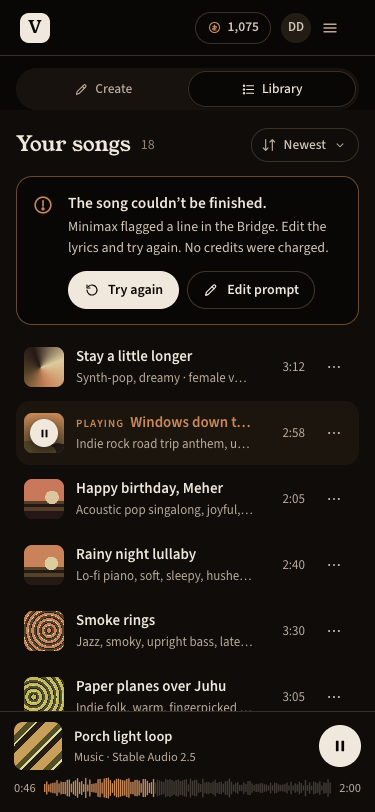 V
1,075
DD
Create
Library
Your songs 18
Newest
The song couldn't be finished.
Minimax flagged a line in the Bridge. Edit the
lyrics and try again. No credits were charged.
Try again
Edit prompt
Stay a little longer
Synth-pop, dreamy · female v…
3:12
PLAYING Windows down t…
Indie rock road trip anthem, u…
2:58
Happy birthday, Meher
Acoustic pop singalong, joyful,…
2:05
Rainy night lullaby
Lo-fi piano, soft, sleepy, hushe…
2:40
Smoke rings
Jazz, smoky, upright bass, late…
3:30
Paper planes over Juhu
Indie folk, warm, fingerpicked…
3:05
Porch light loop
Music · Stable Audio 2.5
0:46
2:00